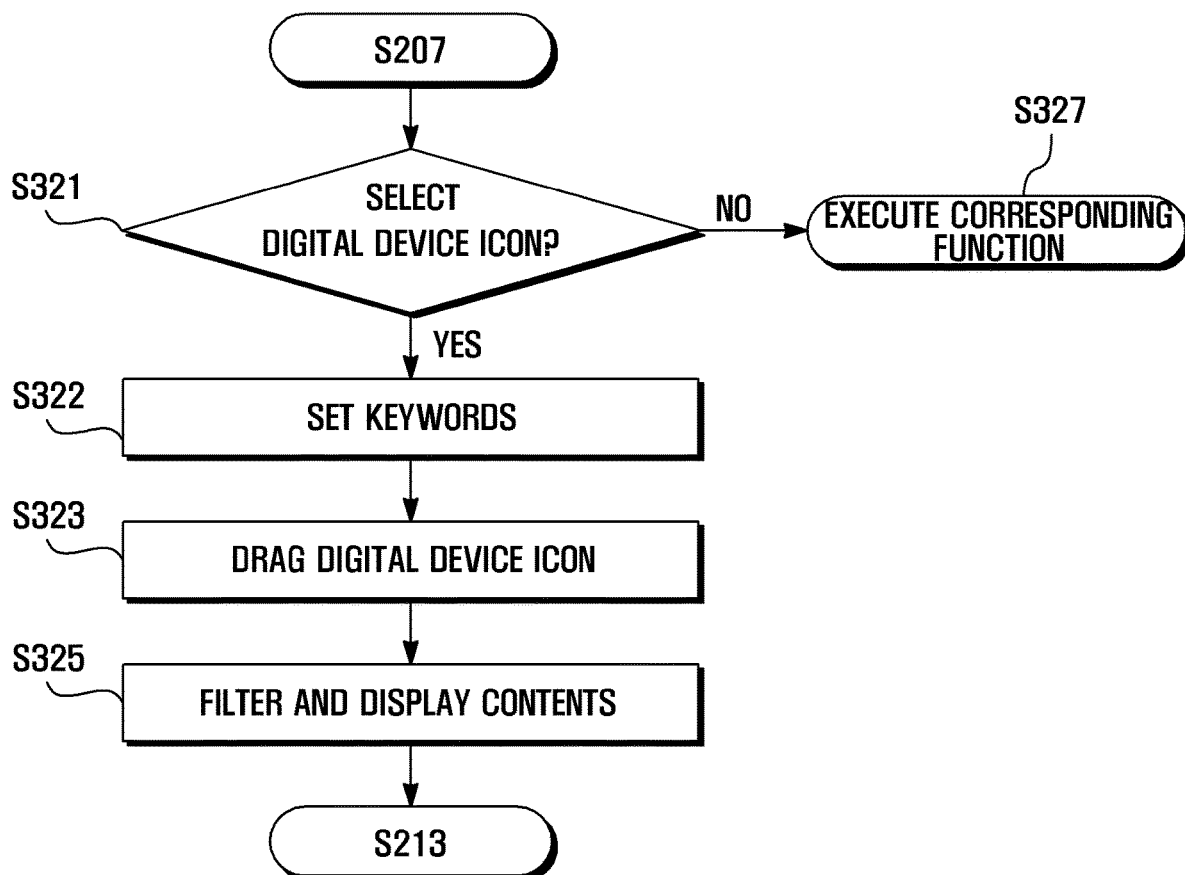 S207
S327
S321
SELECT
DIGITAL DEVICE ICON?
NO
EXECUTE CORRESPONDING
FUNCTION
YES
S322
SET KEYWORDS
S323
DRAG DIGITAL DEVICE ICON
S325
FILTER AND DISPLAY CONTENTS
S213